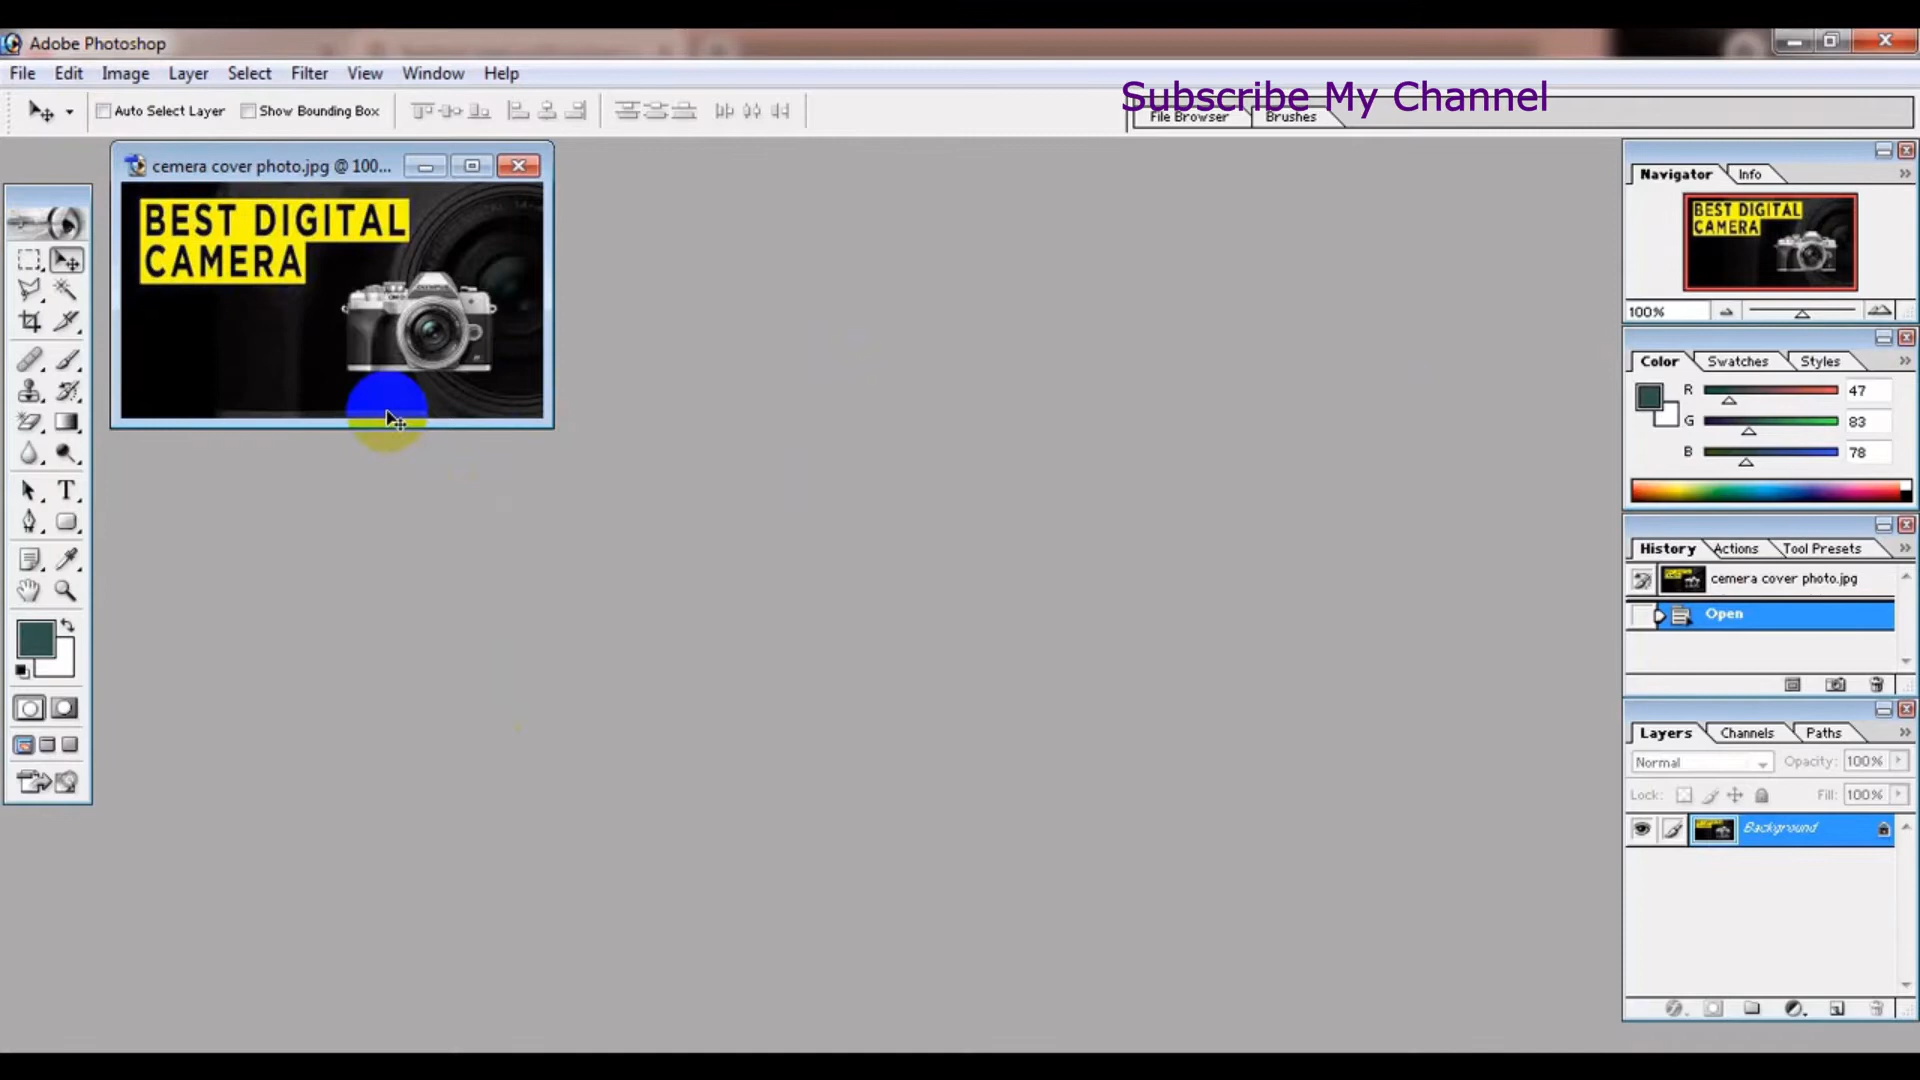 Adobe Photoshop
File Edit Image Layer Select Filter View Window Help
Subscribe My Channel
Auto Select Layer Show Bounding Box
File Browser Brushes
cemera cover photo.jpg @ 100...
BEST DIGITAL
CAMERA
OLYMPUS
T
Navigator Info
BEST DIGITAL
CAMERA
100%
Color Swatches Styles
R 47
G 83
B 78
History Actions Tool Presets
cemera cover photo.jpg
Open
Layers Channels Paths
Normal Opacity: 100%
Lock: Fill: 100%
Background